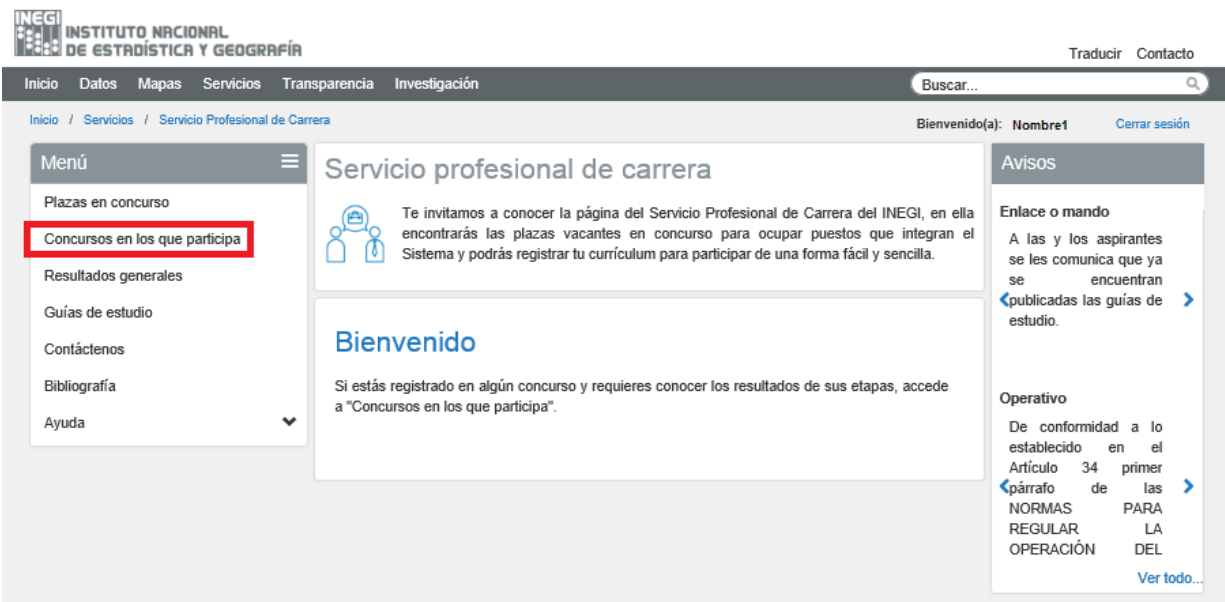 INEGI
INSTITUTO NACIONAL
DE ESTADÍSTICA Y GEOGRAFÍA
Traducir Contacto
Inicio Datos Mapas Servicios Transparencia Investigación Buscar...
Inicio / Servicios / Servicio Profesional de Carrera
Bienvenido(a): Nombre1 Cerrar sesión
Menú
Plazas en concurso
Concursos en los que participa
Resultados generales
Guías de estudio
Contáctenos
Bibliografía
Ayuda
Servicio profesional de carrera
Te invitamos a conocer la página del Servicio Profesional de Carrera del INEGI, en ella
encontrarás las plazas vacantes en concurso para ocupar puestos que integran el
Sistema y podrás registrar tu currículum para participar de una forma fácil y sencilla.
Bienvenido
Si estás registrado en algún concurso y requieres conocer los resultados de sus etapas, accede
a "Concursos en los que participa".
Avisos
Enlace o mando
A las y los aspirantes
se les comunica que ya
se encuentran
publicadas las guías de
estudio.
Operativo
De conformidad a lo
establecido en el
Artículo 34 primer
párrafo de las
NORMAS PARA
REGULAR LA
OPERACIÓN DEL
Ver todo...